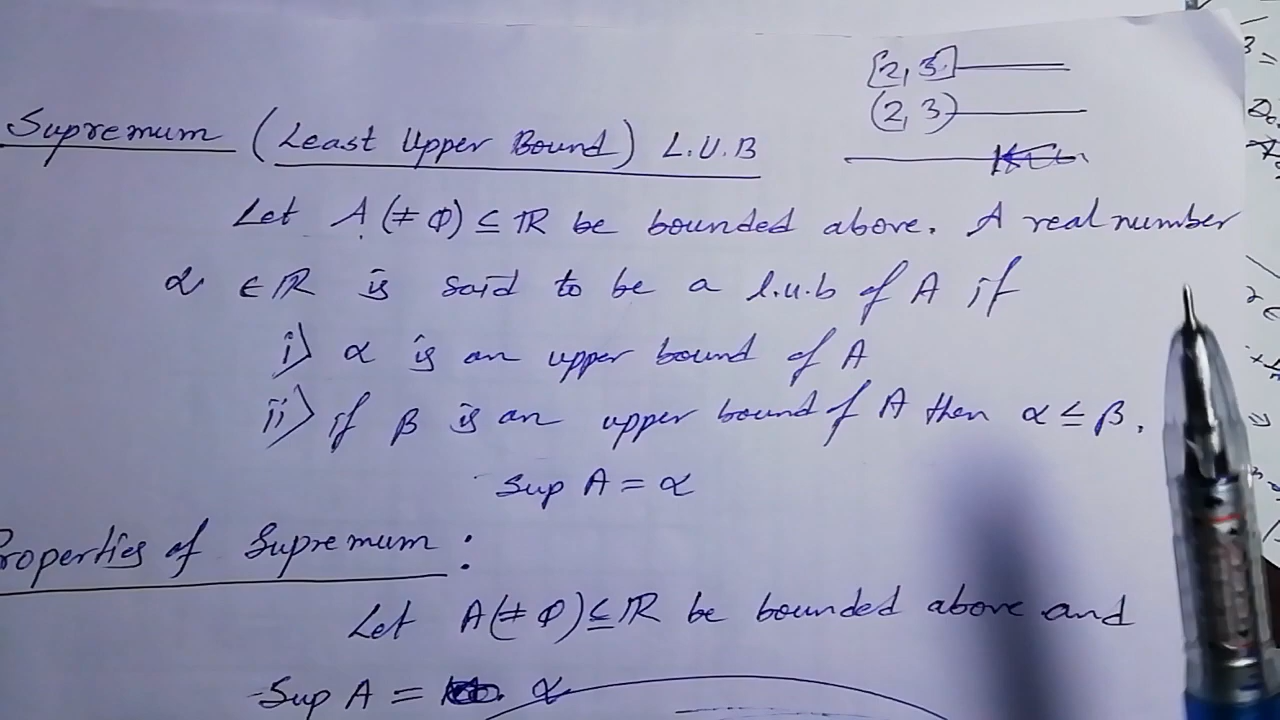 [2, 3]
(2, 3)
Supremum (Least Upper Bound) L.U.B
Let A (≠ Φ) ⊆ ℝ be bounded above. A real number
α ∈ ℝ is said to be a l.u.b of A if
i) α is an upper bound of A
ii) if β is an upper bound of A then α ≤ β.
Sup A = α
Properties of Supremum :
Let A (≠ Φ) ⊆ ℝ be bounded above and
Sup A = α